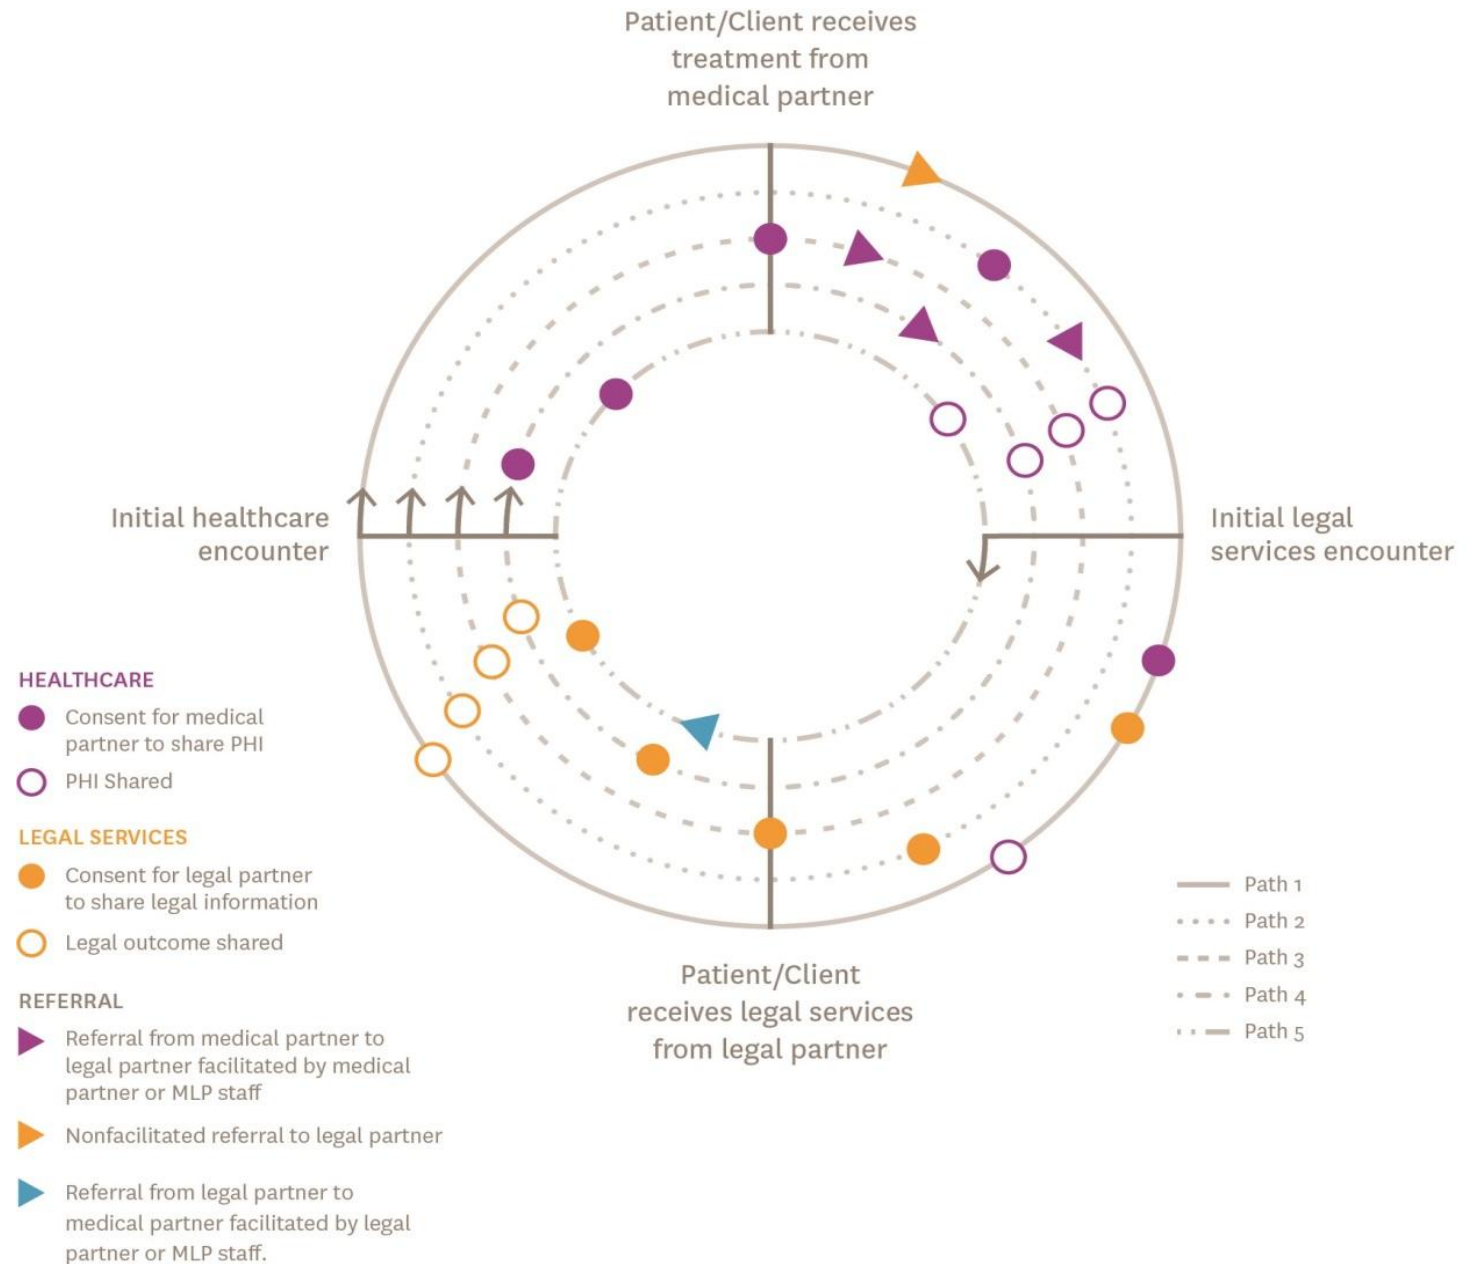 Patient/Client receives
treatment from
medical partner
Initial healthcare
encounter
Initial legal
services encounter
Patient/Client
receives legal services
from legal partner
HEALTHCARE
Consent for medical
partner to share PHI
PHI Shared
LEGAL SERVICES
Consent for legal partner
to share legal information
Legal outcome shared
REFERRAL
Referral from medical partner to
legal partner facilitated by medical
partner or MLP staff
Nonfacilitated referral to legal partner
Referral from legal partner to
medical partner facilitated by legal
partner or MLP staff.
Path 1
Path 2
Path 3
Path 4
Path 5